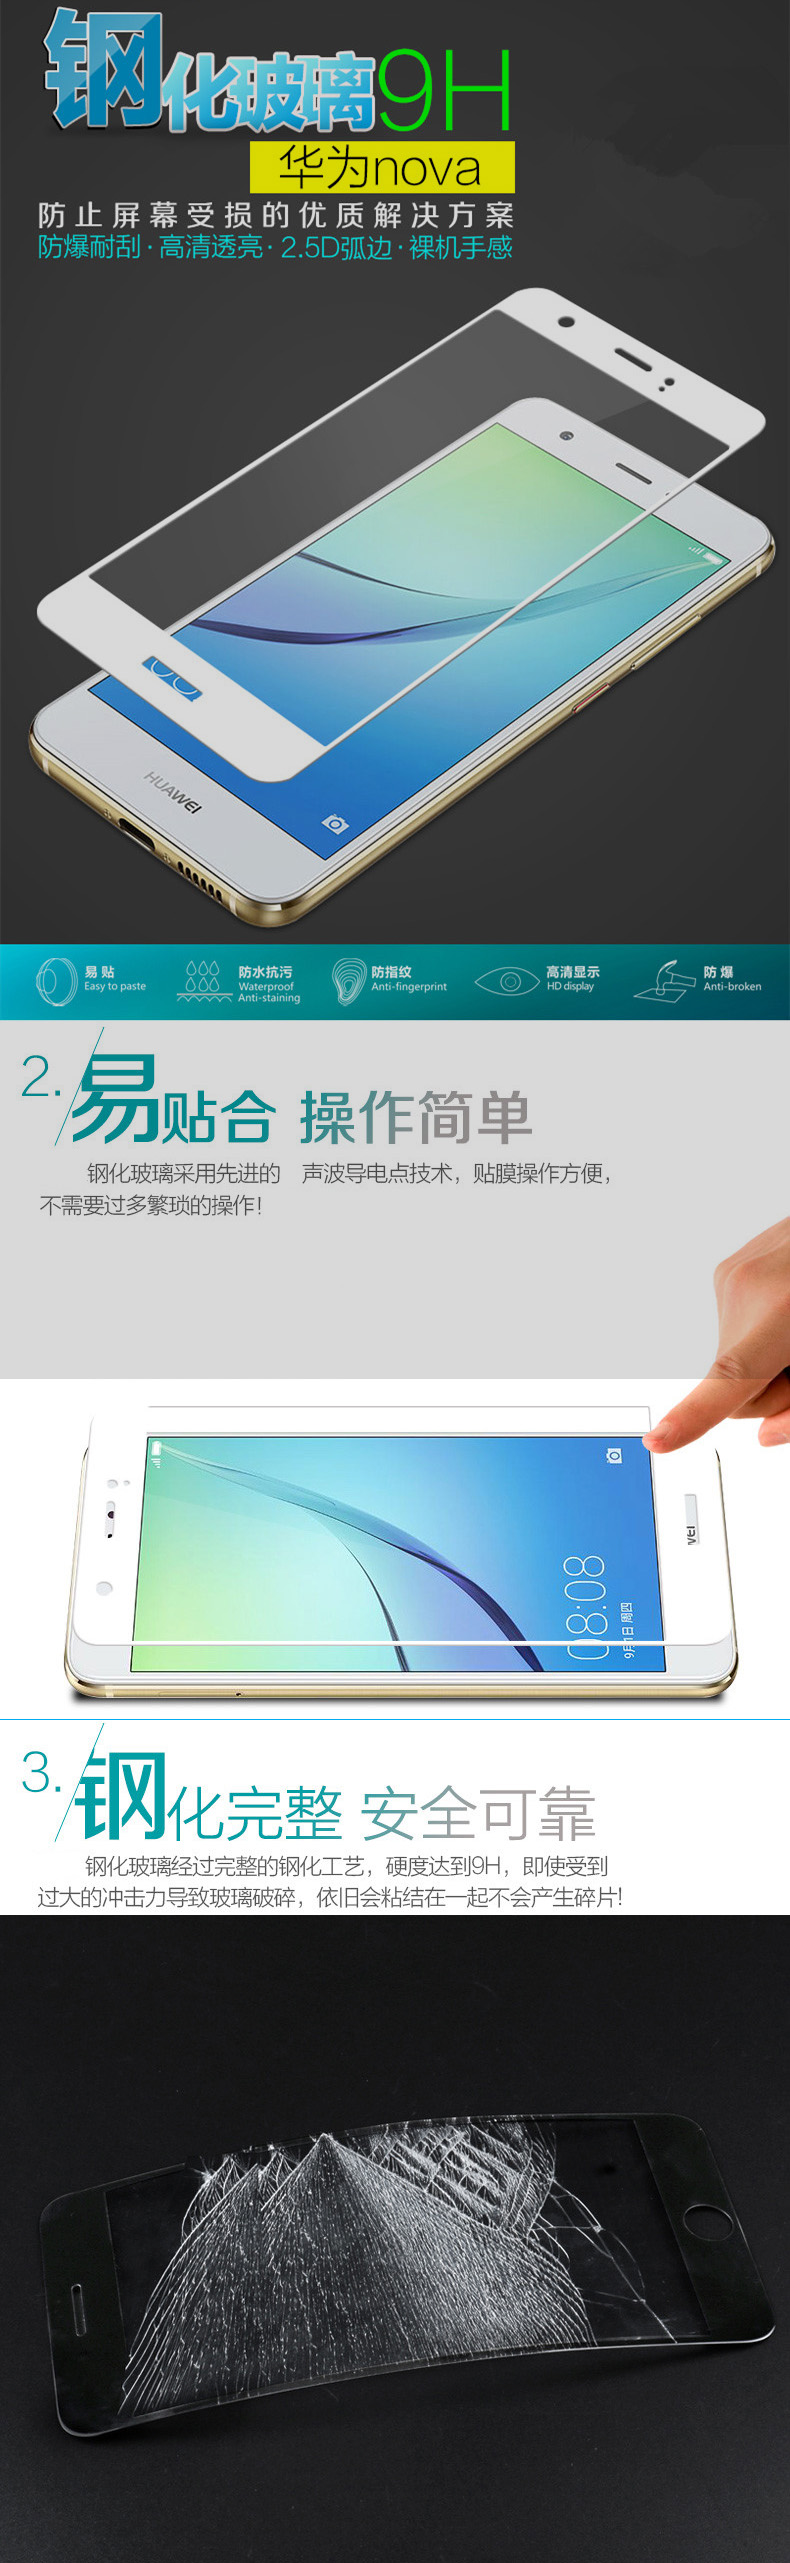 钢化玻璃9H
华为nova
防止屏幕受损的优质解决方案
防爆耐刮·高清透亮·2.5D弧边·裸机手感
HUAWEI
易贴
Easy to paste
防水抗污
Waterproof
Anti-staining
防指纹
Anti-fingerprint
高清显示
HD display
防爆
Anti-broken
2.易贴合 操作简单
钢化玻璃采用先进的 声波导电点技术，贴膜操作方便，
不需要过多繁琐的操作！
VEI
08:08
9月1日 周四
3.钢化完整 安全可靠
钢化玻璃经过完整的钢化工艺，硬度达到9H，即使受到
过大的冲击力导致玻璃破碎，依旧会粘结在一起不会产生碎片!